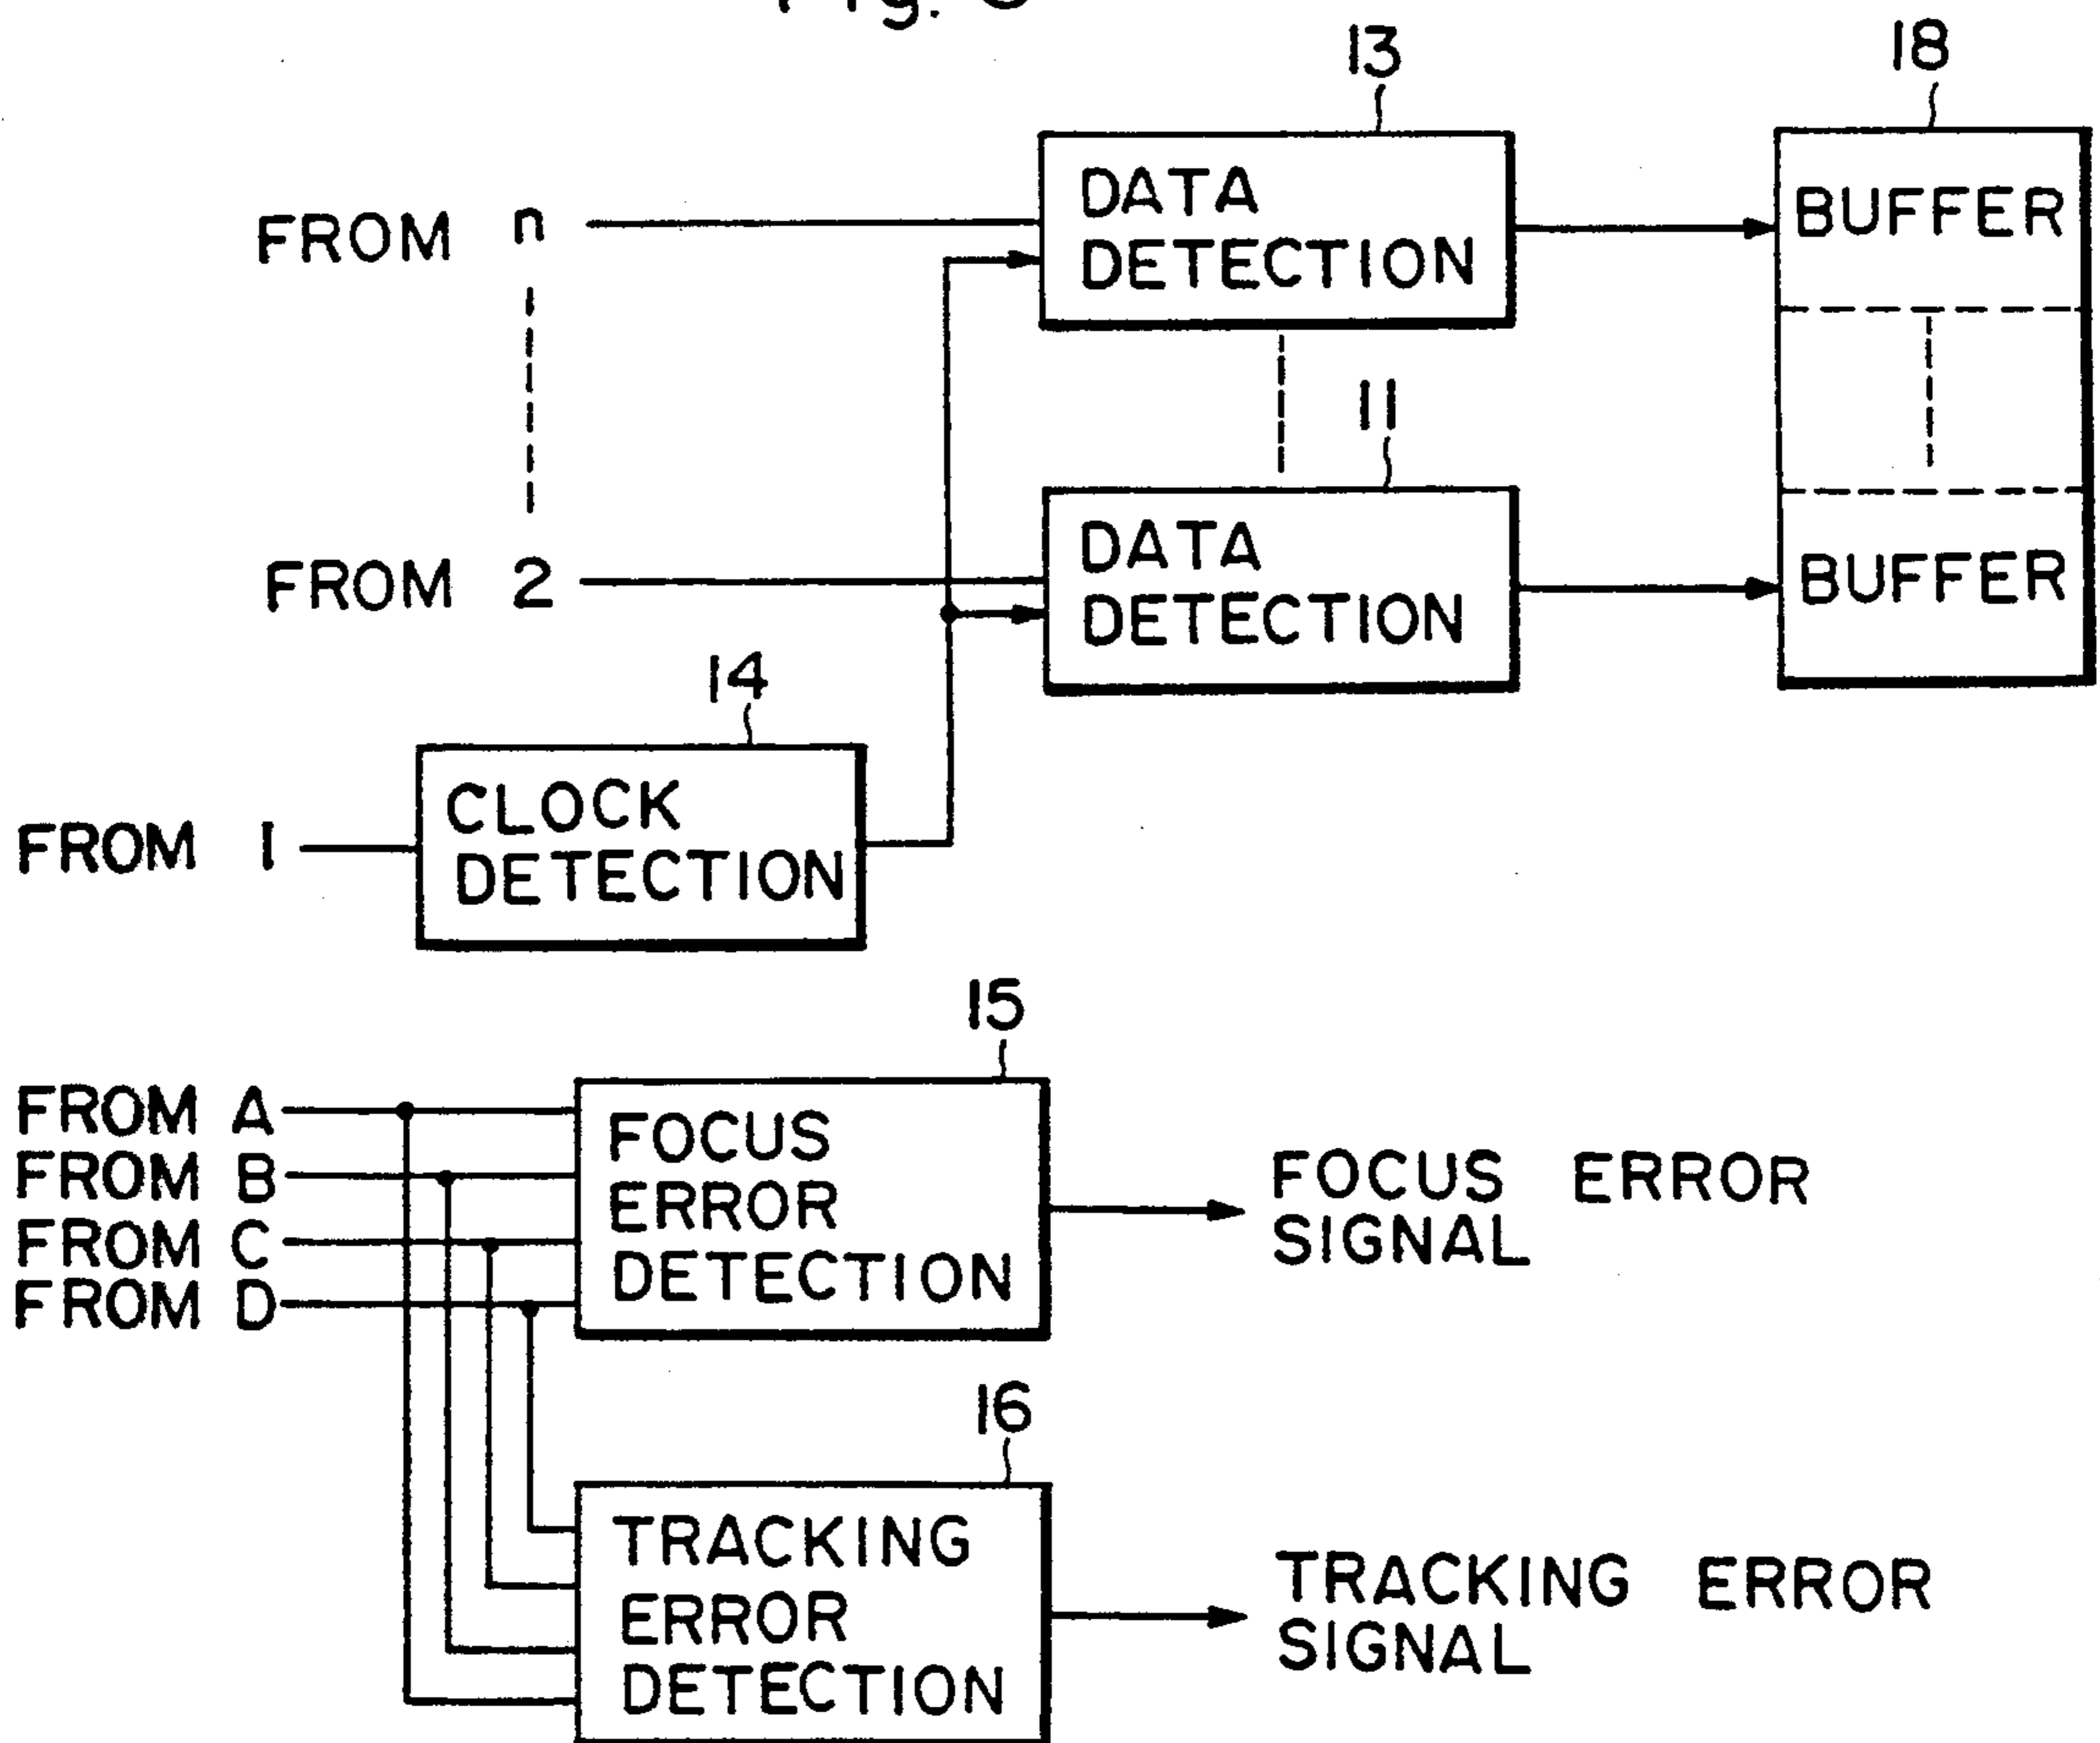 Fig.
13
18
DATA
DETECTION
BUFFER
FROM n
11
DATA
DETECTION
BUFFER
FROM 2
14
CLOCK
DETECTION
FROM 1
15
FROM A
FROM B
FROM C
FROM D
FOCUS
ERROR
DETECTION
FOCUS ERROR
SIGNAL
16
TRACKING
ERROR
DETECTION
TRACKING ERROR
SIGNAL